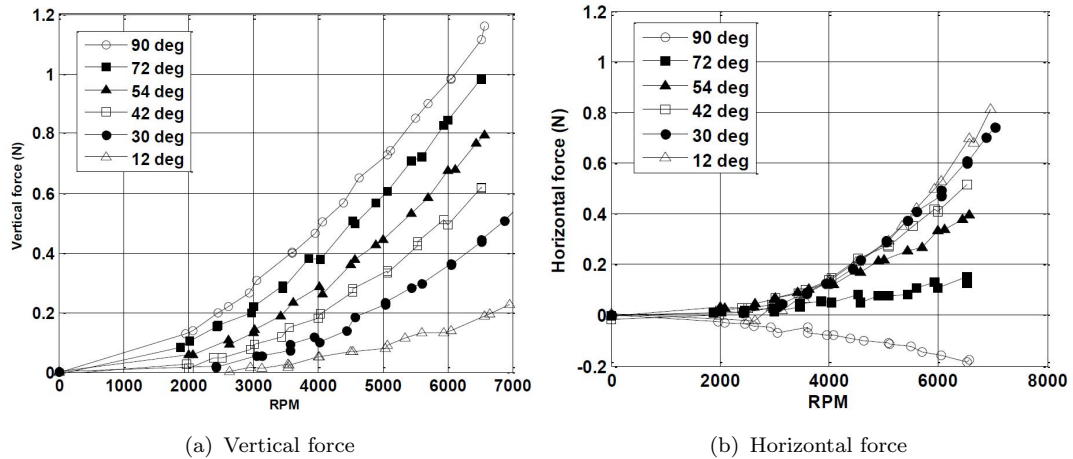 1.2
1
0.8
0.6
0.4
0.2
0
Vertical force (N)
90 deg
72 deg
54 deg
42 deg
30 deg
12 deg
0 1000 2000 3000 4000 5000 6000 7000
RPM
(a) Vertical force
1.2
1.0
0.8
0.6
0.4
0.2
0
-0.2
Horizontal force (N)
90 deg
72 deg
54 deg
42 deg
30 deg
12 deg
0 2000 4000 6000 8000
RPM
(b) Horizontal force